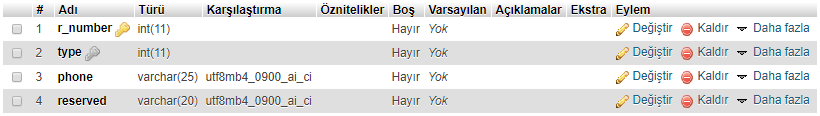 # Adı Türü Karşılaştırma Öznitelikler Boş Varsayılan Açıklamalar Ekstra Eylem
1 r_number int(11) Hayır Yok Değiştir Kaldır Daha fazla
2 type int(11) Hayır Yok Değiştir Kaldır Daha fazla
3 phone varchar(25) utf8mb4_0900_ai_ci Hayır Yok Değiştir Kaldır Daha fazla
4 reserved varchar(20) utf8mb4_0900_ai_ci Hayır Yok Değiştir Kaldır Daha fazla